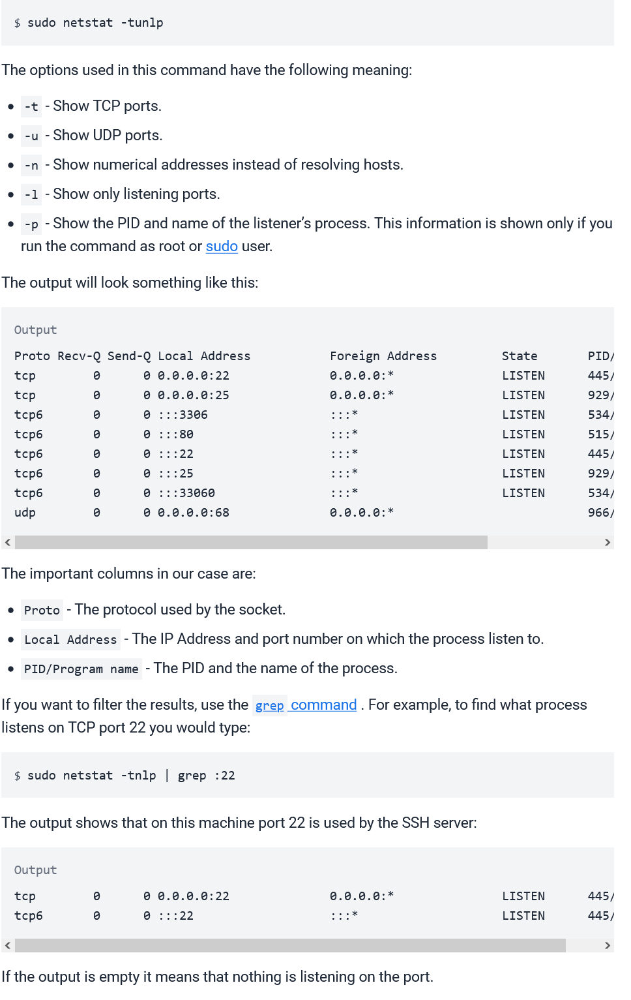 $ sudo netstat -tunlp
The options used in this command have the following meaning:
-t - Show TCP ports.
-u - Show UDP ports.
-n - Show numerical addresses instead of resolving hosts.
-l - Show only listening ports.
-p - Show the PID and name of the listener’s process. This information is shown only if you
run the command as root or sudo user.
The output will look something like this:
Output
Proto Recv-Q Send-Q Local Address           Foreign Address         State       PID/
tcp        0      0 0.0.0.0:22              0.0.0.0:*               LISTEN      445/
tcp        0      0 0.0.0.0:25              0.0.0.0:*               LISTEN      929/
tcp6       0      0 :::3306                 :::*                    LISTEN      534/
tcp6       0      0 :::80                   :::*                    LISTEN      515/
tcp6       0      0 :::22                   :::*                    LISTEN      445/
tcp6       0      0 :::25                   :::*                    LISTEN      929/
tcp6       0      0 :::33060                :::*                    LISTEN      534/
udp        0      0 0.0.0.0:68              0.0.0.0:*                           966/
The important columns in our case are:
Proto - The protocol used by the socket.
Local Address - The IP Address and port number on which the process listen to.
PID/Program name - The PID and the name of the process.
If you want to filter the results, use the grep command . For example, to find what process
listens on TCP port 22 you would type:
$ sudo netstat -tnlp | grep :22
The output shows that on this machine port 22 is used by the SSH server:
Output
tcp        0      0 0.0.0.0:22              0.0.0.0:*               LISTEN      445/
tcp6       0      0 :::22                   :::*                    LISTEN      445/
If the output is empty it means that nothing is listening on the port.